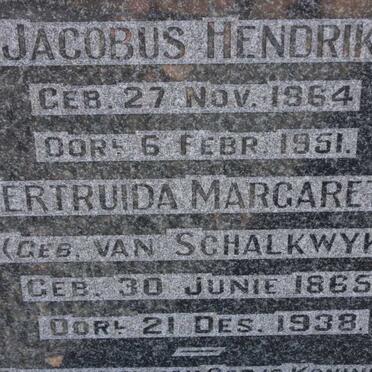 JACOBUS HENDRIK
GEB. 27 NOV. 1864
OORL. 6 FEBR. 1951.
ERTRUIDA MARGARE
(GEB. VAN SCHALKWYK
GEB. 30 JUNIE 1865
OORL. 21 DES. 1938.